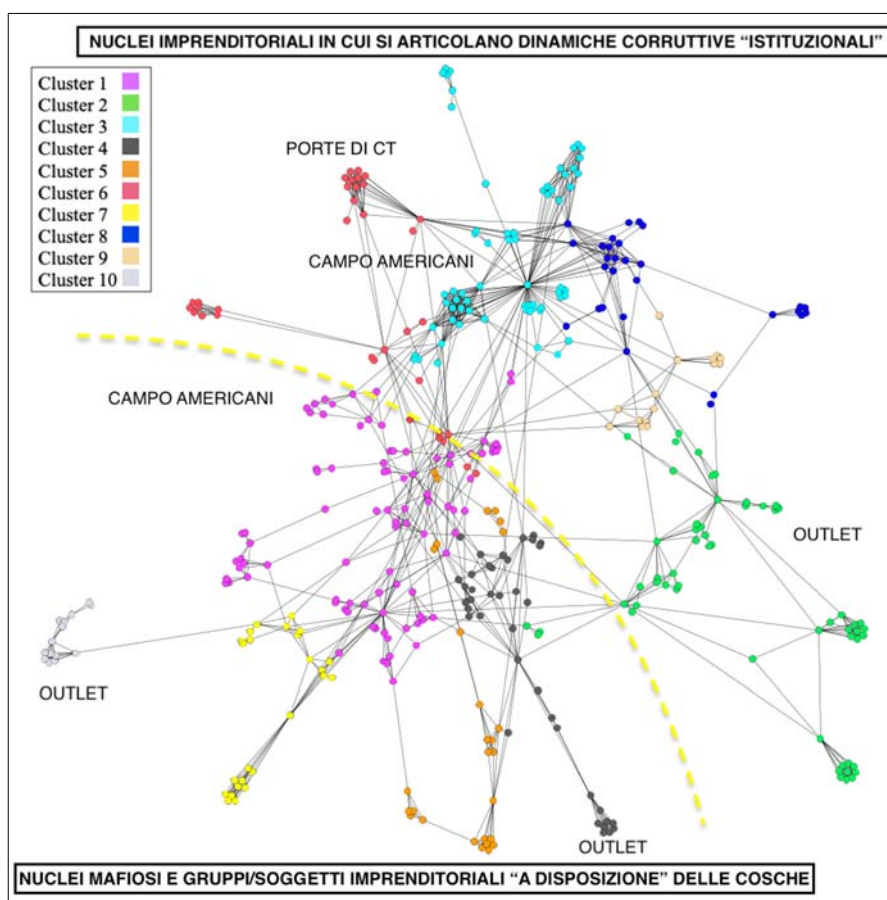 NUCLEI IMPRENDITORIALI IN CUI SI ARTICOLANO DINAMICHE CORRUTTIVE “ISTITUZIONALI”
Cluster 1
Cluster 2
Cluster 3
Cluster 4
Cluster 5
Cluster 6
Cluster 7
Cluster 8
Cluster 9
Cluster 10
PORTE DI CT
CAMPO AMERICANI
CAMPO AMERICANI
OUTLET
OUTLET
OUTLET
NUCLEI MAFIOSI E GRUPPI/SOGGETTI IMPRENDITORIALI “A DISPOSIZIONE” DELLE COSCHE